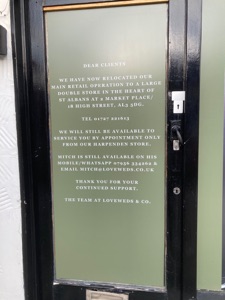 DEAR CLIENTS
WE HAVE NOW RELOCATED OUR
MAIN RETAIL OPERATION TO A LARGE
DOUBLE STORE IN THE HEART OF
ST ALBANS AT 9 MARKET PLACE/
18 HIGH STREET, AL3 5DG.
TEL
WE WILL STILL BE AVAILABLE TO
SERVICE YOU BY APPOINTMENT ONLY
FROM OUR HARPENDEN STORE.
MITCH IS STILL AVAILABLE ON HIS
MOBILE/WHATSAPP
EMAIL MITCH@LOVEWEDS.CO.UK
THANK YOU FOR YOUR
CONTINUED SUPPORT.
THE TEAM AT LOVEWEDS & CO.